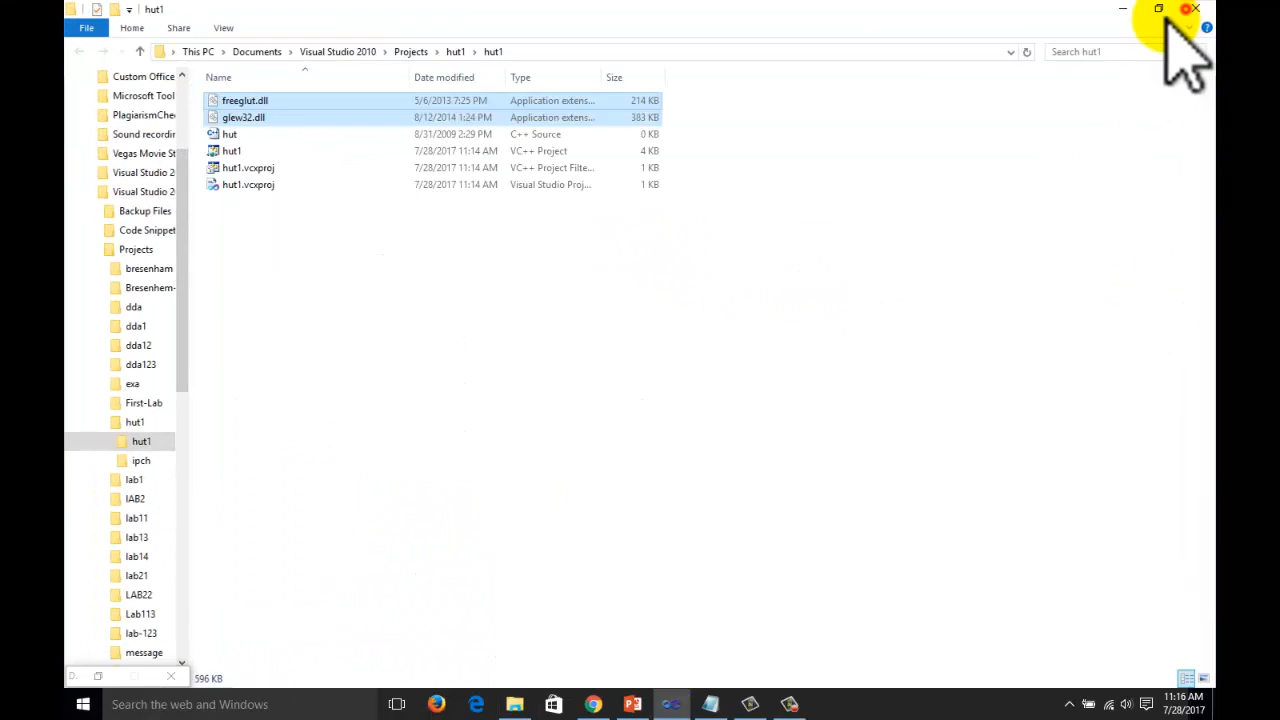 hut1
File Home Share View
This PC Documents Visual Studio 2010 Projects hut1 hut1 Search hut1
Name Date modified Type Size
freeglut.dll 5/6/2013 7:25 PM Application extens... 214 KB
glew32.dll 8/12/2014 1:24 PM Application extens... 383 KB
hut 8/31/2009 2:29 PM C++ Source 0 KB
hut1 7/28/2017 11:14 AM VC++ Project 4 KB
hut1.vcxproj 7/28/2017 11:14 AM VC++ Project Filte... 1 KB
hut1.vcxproj 7/28/2017 11:14 AM Visual Studio Proj... 1 KB
Custom Office
Microsoft Tool
PlagiarismChe
Sound recordin
Vegas Movie St
Visual Studio 2
Visual Studio 2
Backup Files
Code Snippet
Projects
bresenham
Bresenhem-
dda
dda1
dda12
dda123
exa
First-Lab
hut1
hut1
ipch
lab1
lAB2
lab11
lab13
lab14
lab21
LAB22
Lab113
lab-123
message
D.
596 KB
Search the web and Windows
11:16 AM
7/28/2017